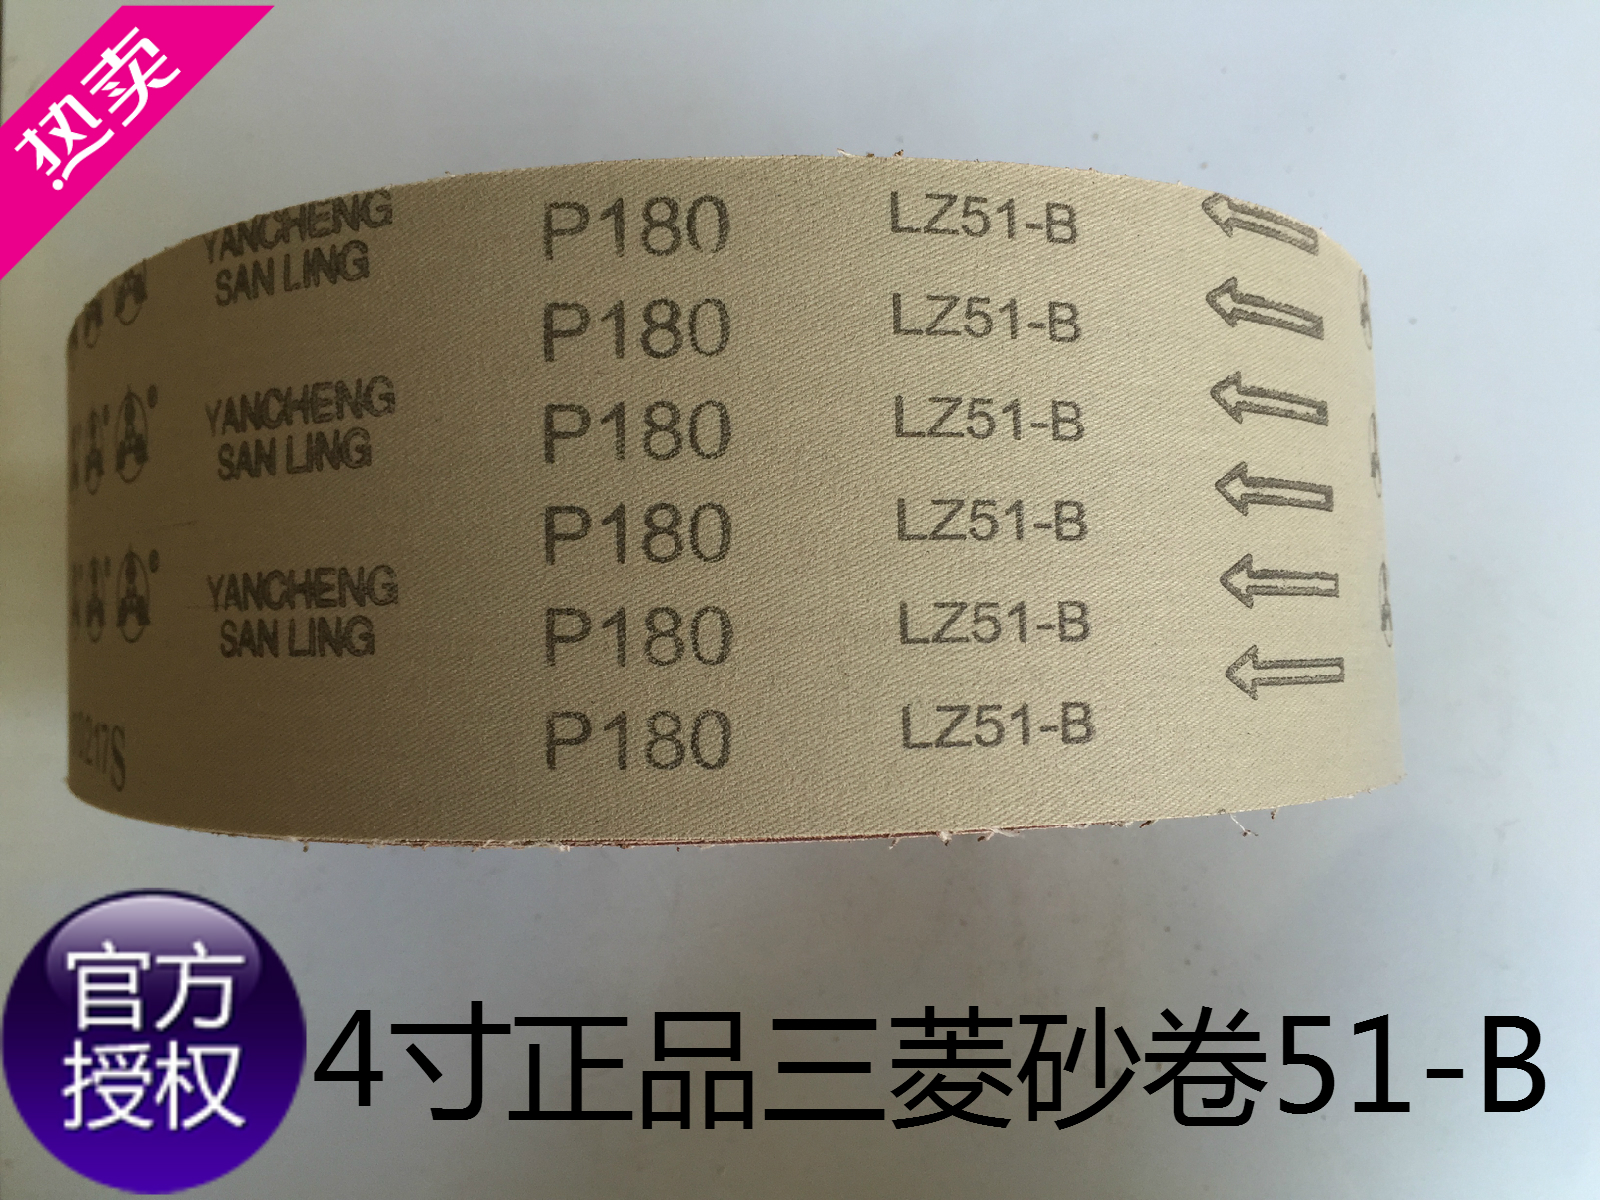 热卖
YANCHENG
SAN LING
P180
LZ51-B
P180
LZ51-B
YANCHENG
SAN LING
P180
LZ51-B
P180
LZ51-B
YANCHENG
SAN LING
P180
LZ51-B
P180
LZ51-B
217S
官方
授权
4寸正品三菱砂卷51-B